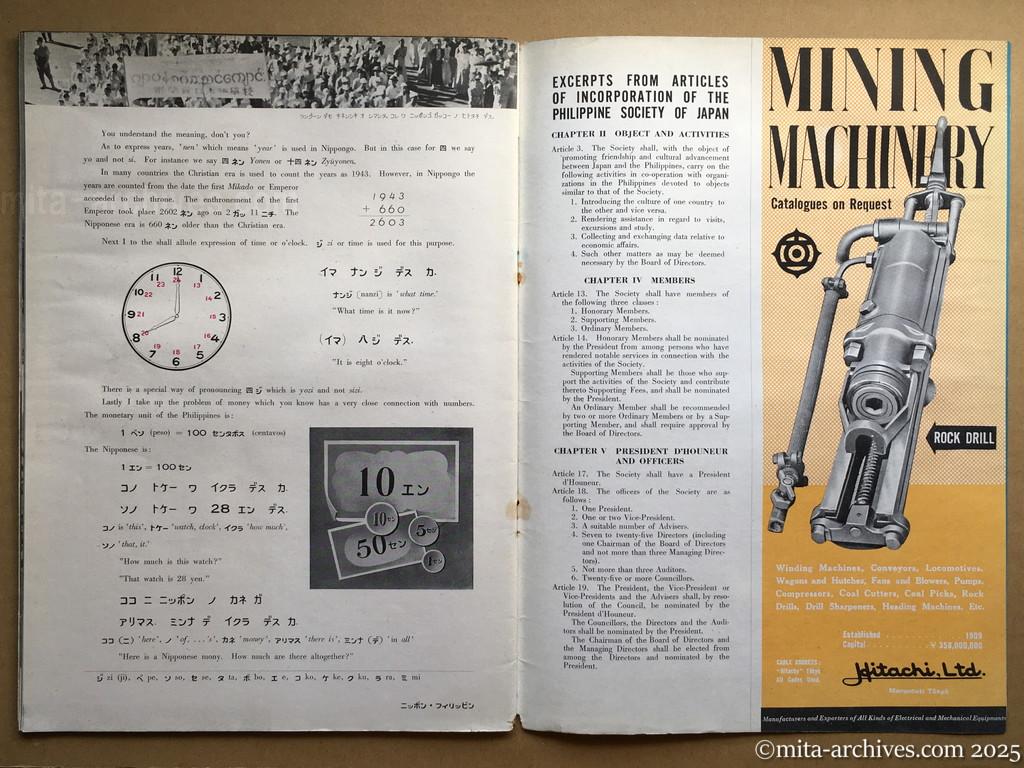 You understand the meaning, don't you?
As to express years, 'nen' which means 'year' is used in Nippongo. But in this case for 四 we say
yo and not si. For instance we say 四 ネン Yonen or 十四 ネン Zyūyonen.
In many countries the Christian era is used to count the years as 1943. However, in Nippongo the
years are counted from the date the first Mikado or Emperor
acceeded to the throne. The enthronement of the first
Emperor took place 2602 ネン ago on 2 ガツ 11 ニチ. The
Nipponese era is 660 ネン older than the Christian era.
1943
+ 660
2603
Next I to the shall allude expression of time or o'clock. ジ zi or time is used for this purpose.
12 1 2 3 4 5 6 7 8 9 10 11
24 13 14 15 16 17 18 19 20 21 22 23
イマ ナン ジ デス カ.
ナンジ (nanzi) is 'what time.'
"What time is it now?"
(イマ) ハ ジ デス.
"It is eight o'clock."
There is a special way of pronouncing 四 ジ which is yozi and not sizi.
Lastly I take up the problem of money which you know has a very close connection with numbers.
The monetary unit of the Philippines is:
1 ペソ (peso) = 100 センタボス (centavos)
The Nipponese is:
1 エン = 100 セン
コノ トケー ワ イクラ デス カ.
ソノ トケー ワ 28 エン デス.
コノ is 'this', トケー 'watch, clock', イクラ 'how much',
ソノ 'that, it.'
"How much is this watch?"
"That watch is 28 yen."
ココ ニ ニッポン ノ カネ ガ
アリマス. ミンナ デ イクラ デス カ.
ココ (ニ) 'here', ノ 'of. . . .'s', カネ 'money', アリマス 'there is', ミンナ (デ) 'in all'
"Here is a Nipponese mony. How much are there altogether?"
10 エン
10 セン
50 セン
5 セン
1 セン
ジ zi (ji), ペ pe, ソ so, セ se, タ ta, ボ bo, エ e, コ ko, ケ ke, ク ku, ラ ra, ミ mi
ニッポン・フィリッピン
EXCERPTS FROM ARTICLES
OF INCORPORATION OF THE
PHILIPPINE SOCIETY OF JAPAN
CHAPTER II OBJECT AND ACTIVITIES
Article 3. The Society shall, with the object of
promoting friendship and cultural advancement
between Japan and the Philippines, carry on the
following activities in co-operation with organi-
zations in the Philippines devoted to objects
similar to that of the Society.
1. Introducing the culture of one country to
the other and vice versa.
2. Rendering assistance in regard to visits,
excursions and study.
3. Collecting and exchanging data relative to
economic affairs.
4. Such other matters as may be deemed
necessary by the Board of Directors.
CHAPTER IV MEMBERS
Article 13. The Society shall have members of
the following three classes :
1. Honorary Members.
2. Supporting Members.
3. Ordinary Members.
Article 14. Honorary Members shall be nominated
by the President from among persons who have
rendered notable services in connection with the
activities of the Society.
Supporting Members shall be those who sup-
port the activities of the Society and contribute
thereto Supporting Fees, and shall be nominated
by the President.
An Ordinary Member shall be recommended
by two or more Ordinary Members or by a Sup-
porting Member, and shall require approval by
the Board of Directors.
CHAPTER V PRESIDENT D'HOUNEUR
AND OFFICERS
Article 17. The Society shall have a President
d'Houneur.
Article 18. The officers of the Society are as
follows :
1. One President.
2. One or two Vice-President.
3. A suitable number of Advisers.
4. Seven to twenty-five Directors (including
one Chairman of the Board of Directors
and not more than three Managing Direc-
tors).
5. Not more than three Auditors.
6. Twenty-five or more Councillors.
Article 19. The President, the Vice-President or
Vice-Presidents and the Advisers shall, by reso-
lution of the Council, be nominated by the
President d'Houneur.
The Councillors, the Directors and the Audi-
tors shall be nominated by the President.
The Chairman of the Board of Directors and
the Managing Directors shall be elected from
among the Directors and nominated by the
President.
MINING
MACHINERY
Catalogues on Request
ROCK DRILL
Winding Machines, Conveyors, Locomotives,
Wagons and Hutches, Fans and Blowers, Pumps,
Compressors, Coal Cutters, Coal Picks, Rock
Drills, Drill Sharpeners, Heading Machines, Etc.
Established . . . . . . . . 1909
Capital . . . . . . . . ¥ 358,000,000
CABLE ADDRESS:
"Hitachy" Tōkyō
All Codes Used.
Hitachi, Ltd.
Marunouti Tōkyō
Manufacturers and Exporters of All Kinds of Electrical and Mechanical Equipments
mita-
©mita-archives.com 2025